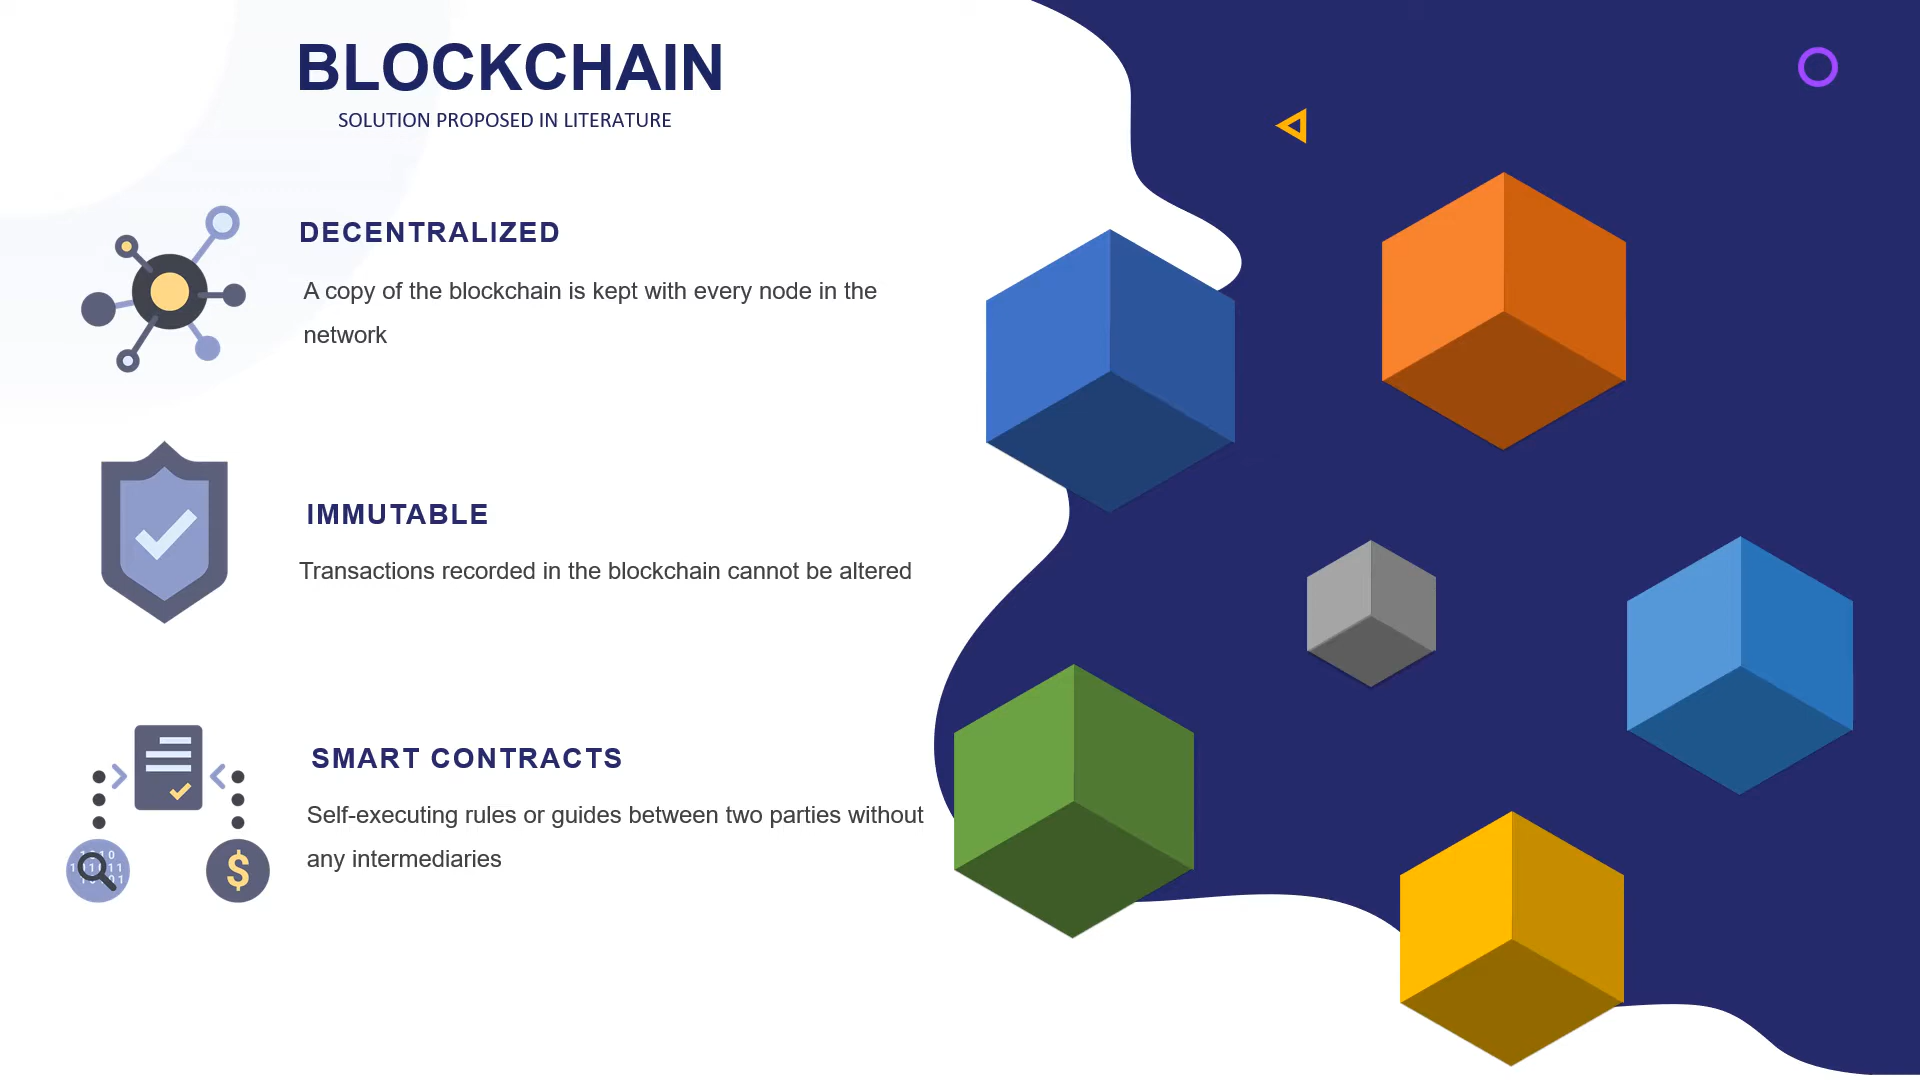 BLOCKCHAIN
SOLUTION PROPOSED IN LITERATURE
DECENTRALIZED
A copy of the blockchain is kept with every node in the
network
IMMUTABLE
Transactions recorded in the blockchain cannot be altered
SMART CONTRACTS
Self-executing rules or guides between two parties without
any intermediaries
$